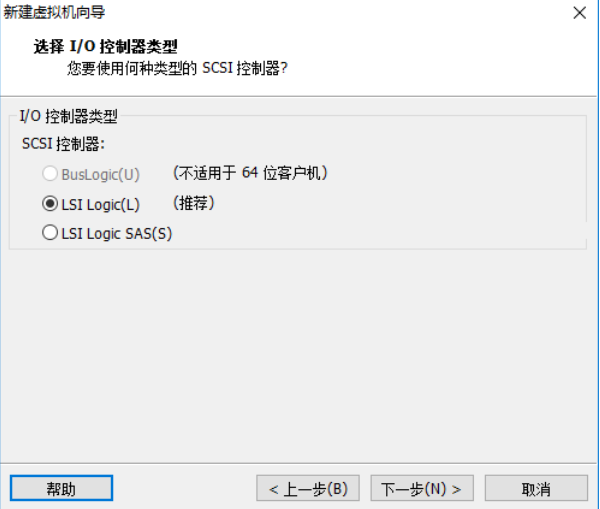 新建虚拟机向导
选择 I/O 控制器类型
您要使用何种类型的 SCSI 控制器?
I/O 控制器类型
SCSI 控制器:
BusLogic(U) (不适用于 64 位客户机)
LSI Logic(L) (推荐)
LSI Logic SAS(S)
帮助 < 上一步(B) 下一步(N) > 取消